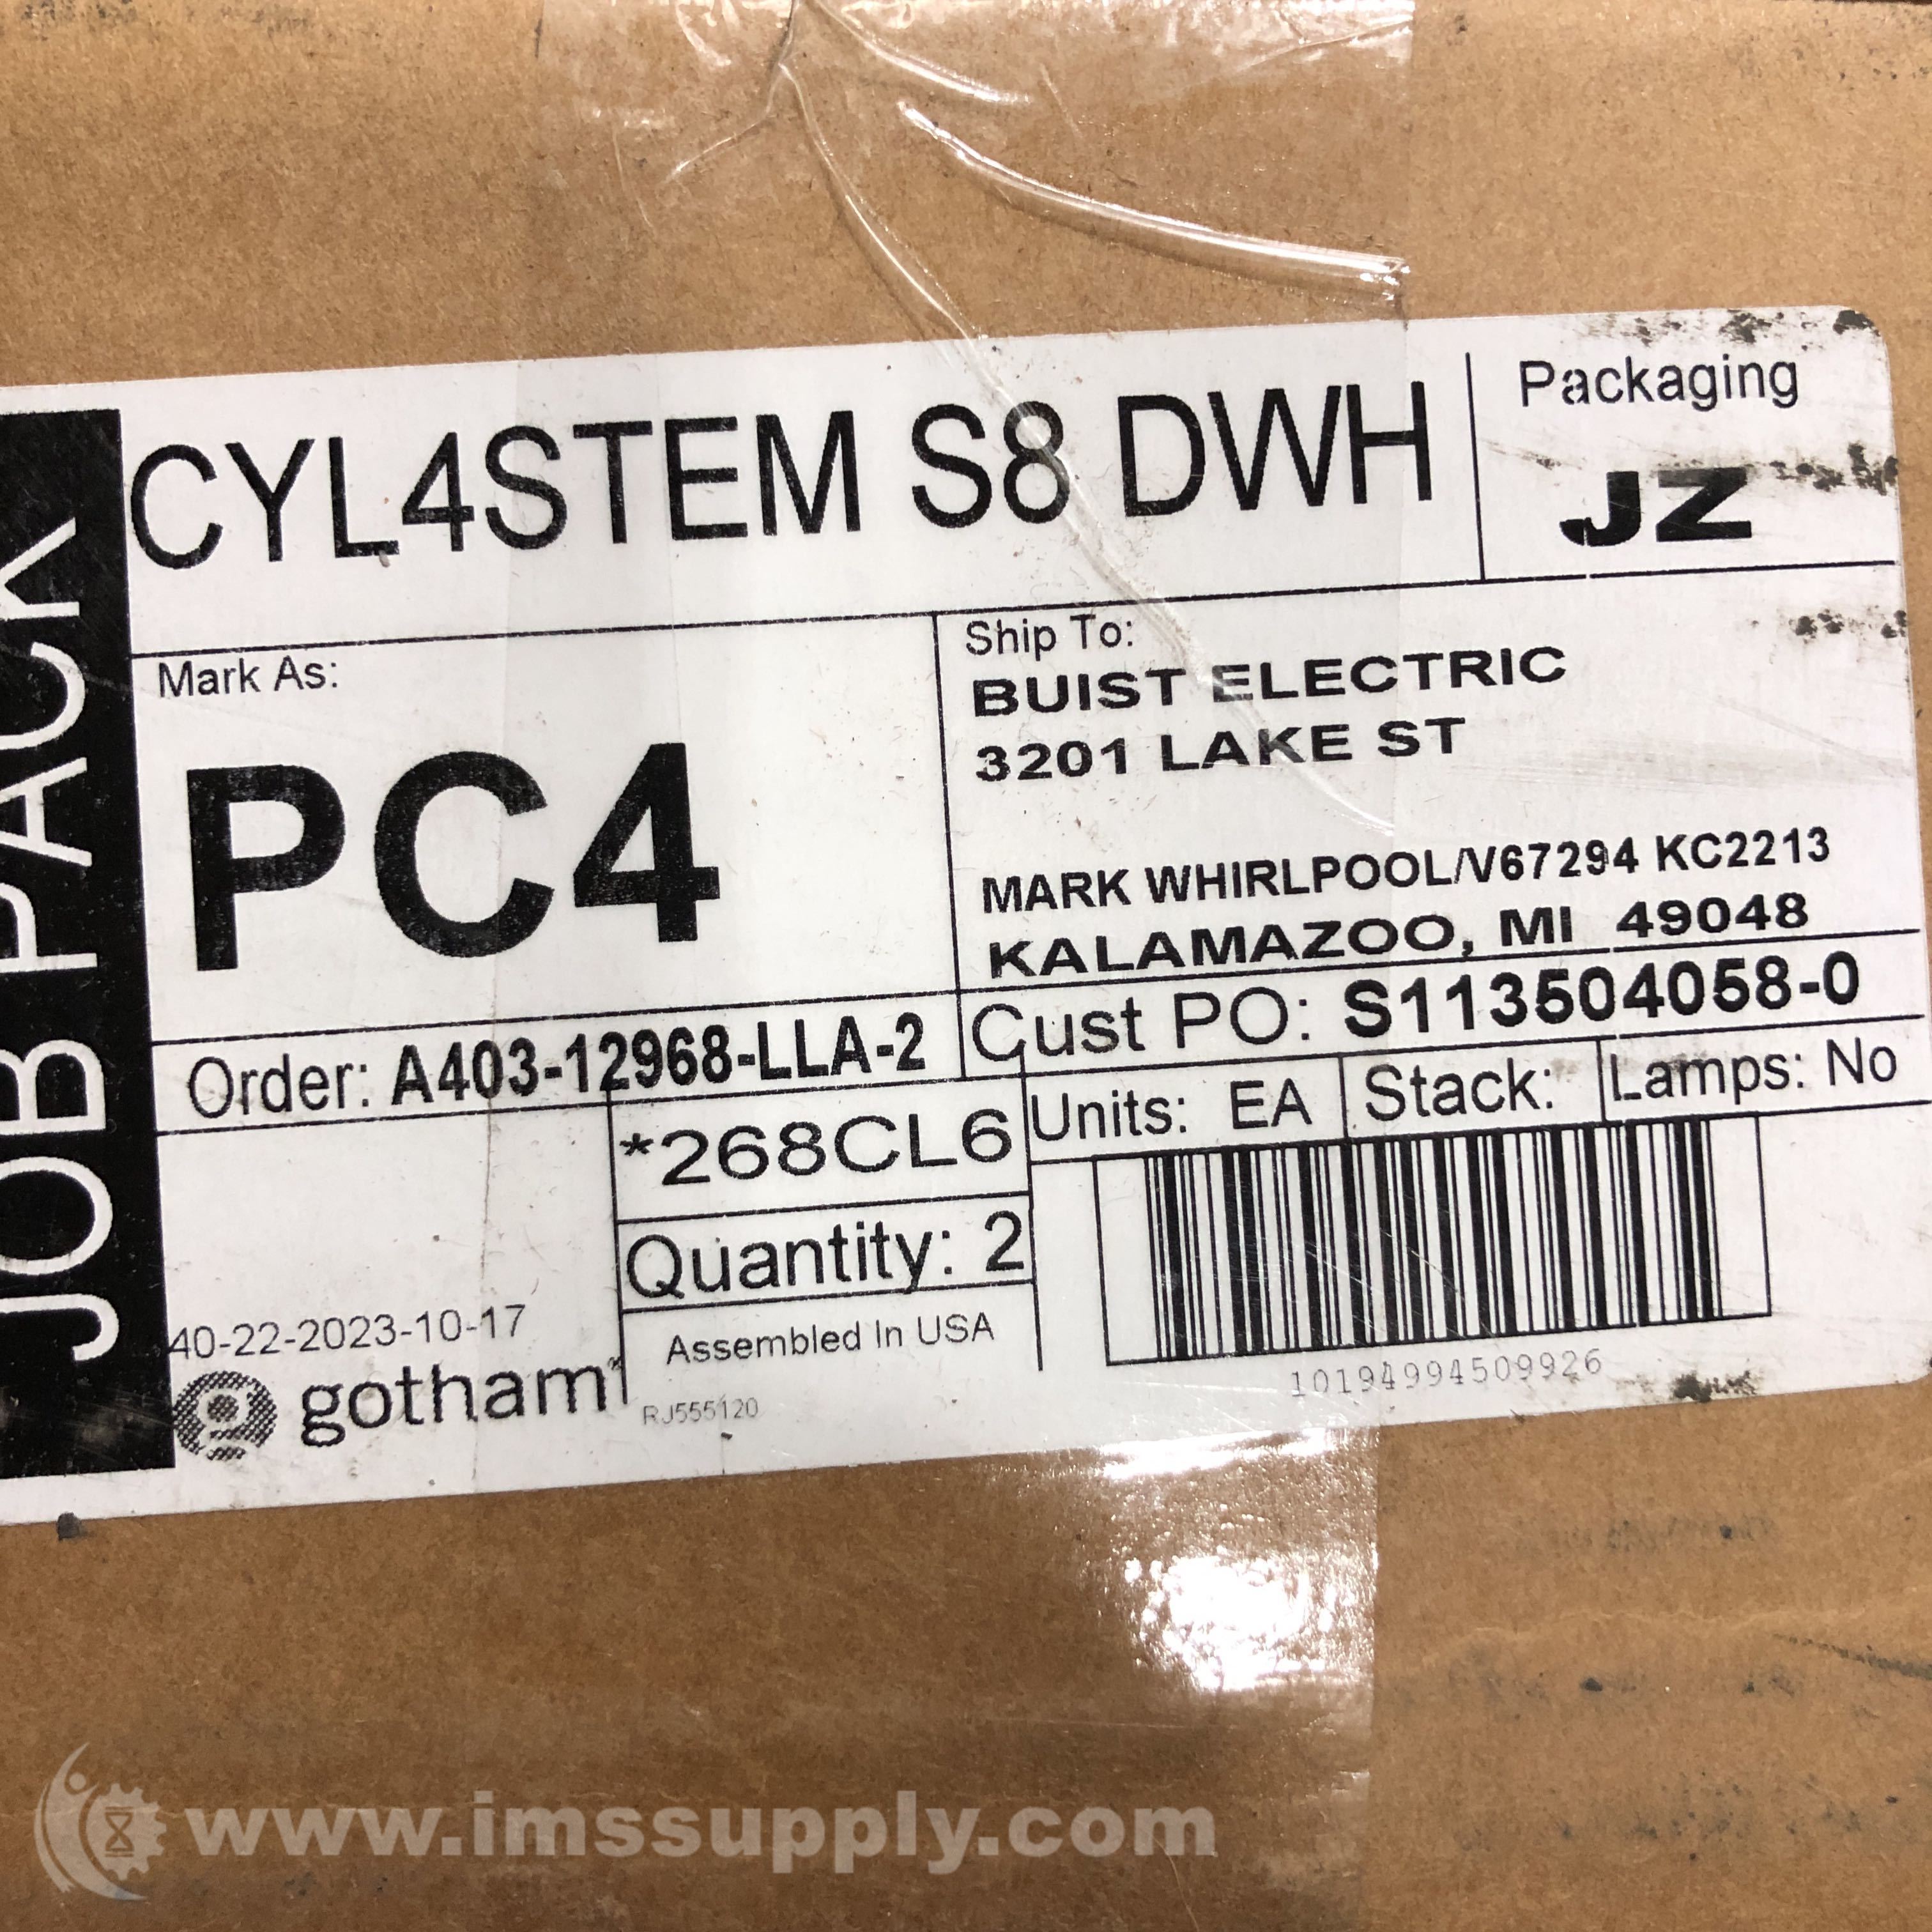 JOB PACK
CYL4STEM S8 DWH
Packaging
JZ
Mark As:
PC4
Ship To:
BUIST ELECTRIC
3201 LAKE ST
MARK WHIRLPOOL/V67294 KC2213
KALAMAZOO, MI 49048
Order: A403-12968-LLA-2
Cust PO: S113504058-0
*268CL6
Units: EA
Stack:
Lamps: No
Quantity: 2
Assembled In USA
40-22-2023-10-17
gotham
RJ555120
10194994509926
www.imssupply.com